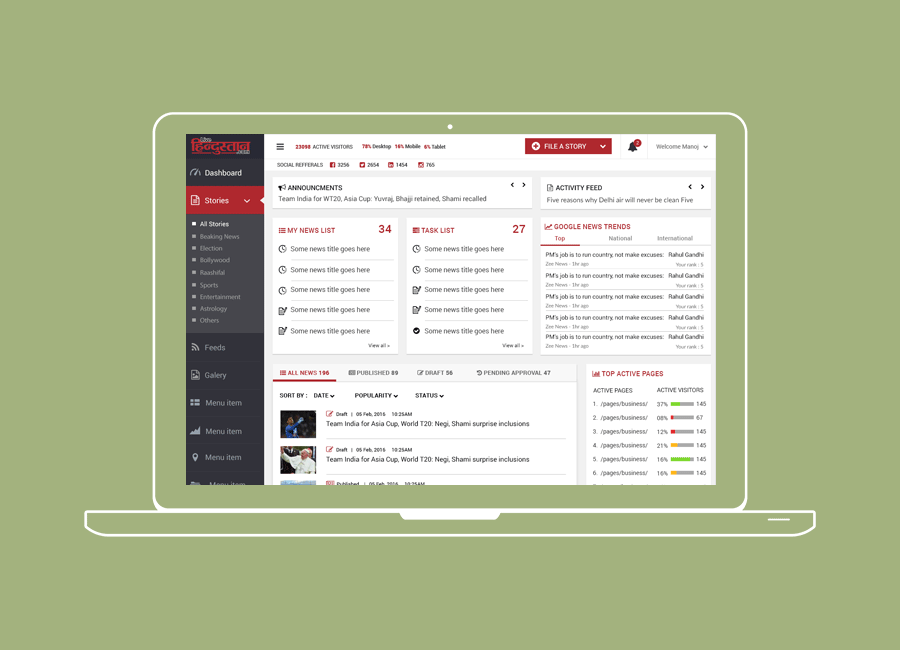 Live
हिन्दुस्तान
.com
23098 ACTIVE VISITORS 78% Desktop 16% Mobile 6% Tablet
FILE A STORY
2
Welcome Manoj
SOCIAL REFFERALS 3256 2654 1454 765
Dashboard
Stories
All Stories
Beaking News
Election
Bollywood
Raashifal
Sports
Entertainment
Astrology
Others
Feeds
Galery
Menu item
Menu item
Menu item
Menu item
ANNOUNCMENTS
Team India for WT20, Asia Cup: Yuvraj, Bhajji retained, Shami recalled
ACTIVITY FEED
Five reasons why Delhi air will never be clean Five
MY NEWS LIST 34
Some news title goes here
Some news title goes here
Some news title goes here
Some news title goes here
Some news title goes here
View all »
TASK LIST 27
Some news title goes here
Some news title goes here
Some news title goes here
Some news title goes here
Some news title goes here
View all »
GOOGLE NEWS TRENDS
Top National International
PM's job is to run country, not make excuses: Rahul Gandhi
Zee News - 1hr ago Your rank : 5
PM's job is to run country, not make excuses: Rahul Gandhi
Zee News - 1hr ago Your rank : 5
PM's job is to run country, not make excuses: Rahul Gandhi
Zee News - 1hr ago Your rank : 5
PM's job is to run country, not make excuses: Rahul Gandhi
Zee News - 1hr ago Your rank : 5
PM's job is to run country, not make excuses: Rahul Gandhi
Zee News - 1hr ago Your rank : 5
ALL NEWS 196 PUBLISHED 89 DRAFT 56 PENDING APPROVAL 47
SORT BY : DATE POPULARITY STATUS
Draft | 05 Feb, 2016 10:25AM
Team India for Asia Cup, World T20: Negi, Shami surprise inclusions
Draft | 05 Feb, 2016 10:25AM
Team India for Asia Cup, World T20: Negi, Shami surprise inclusions
Published | 05 Feb, 2016 10:25AM
TOP ACTIVE PAGES
ACTIVE PAGES ACTIVE VISITORS
1. /pages/business/ 37% 145
2. /pages/business/ 08% 67
3. /pages/business/ 12% 145
4. /pages/business/ 21% 145
5. /pages/business/ 16% 145
6. /pages/business/ 16% 145